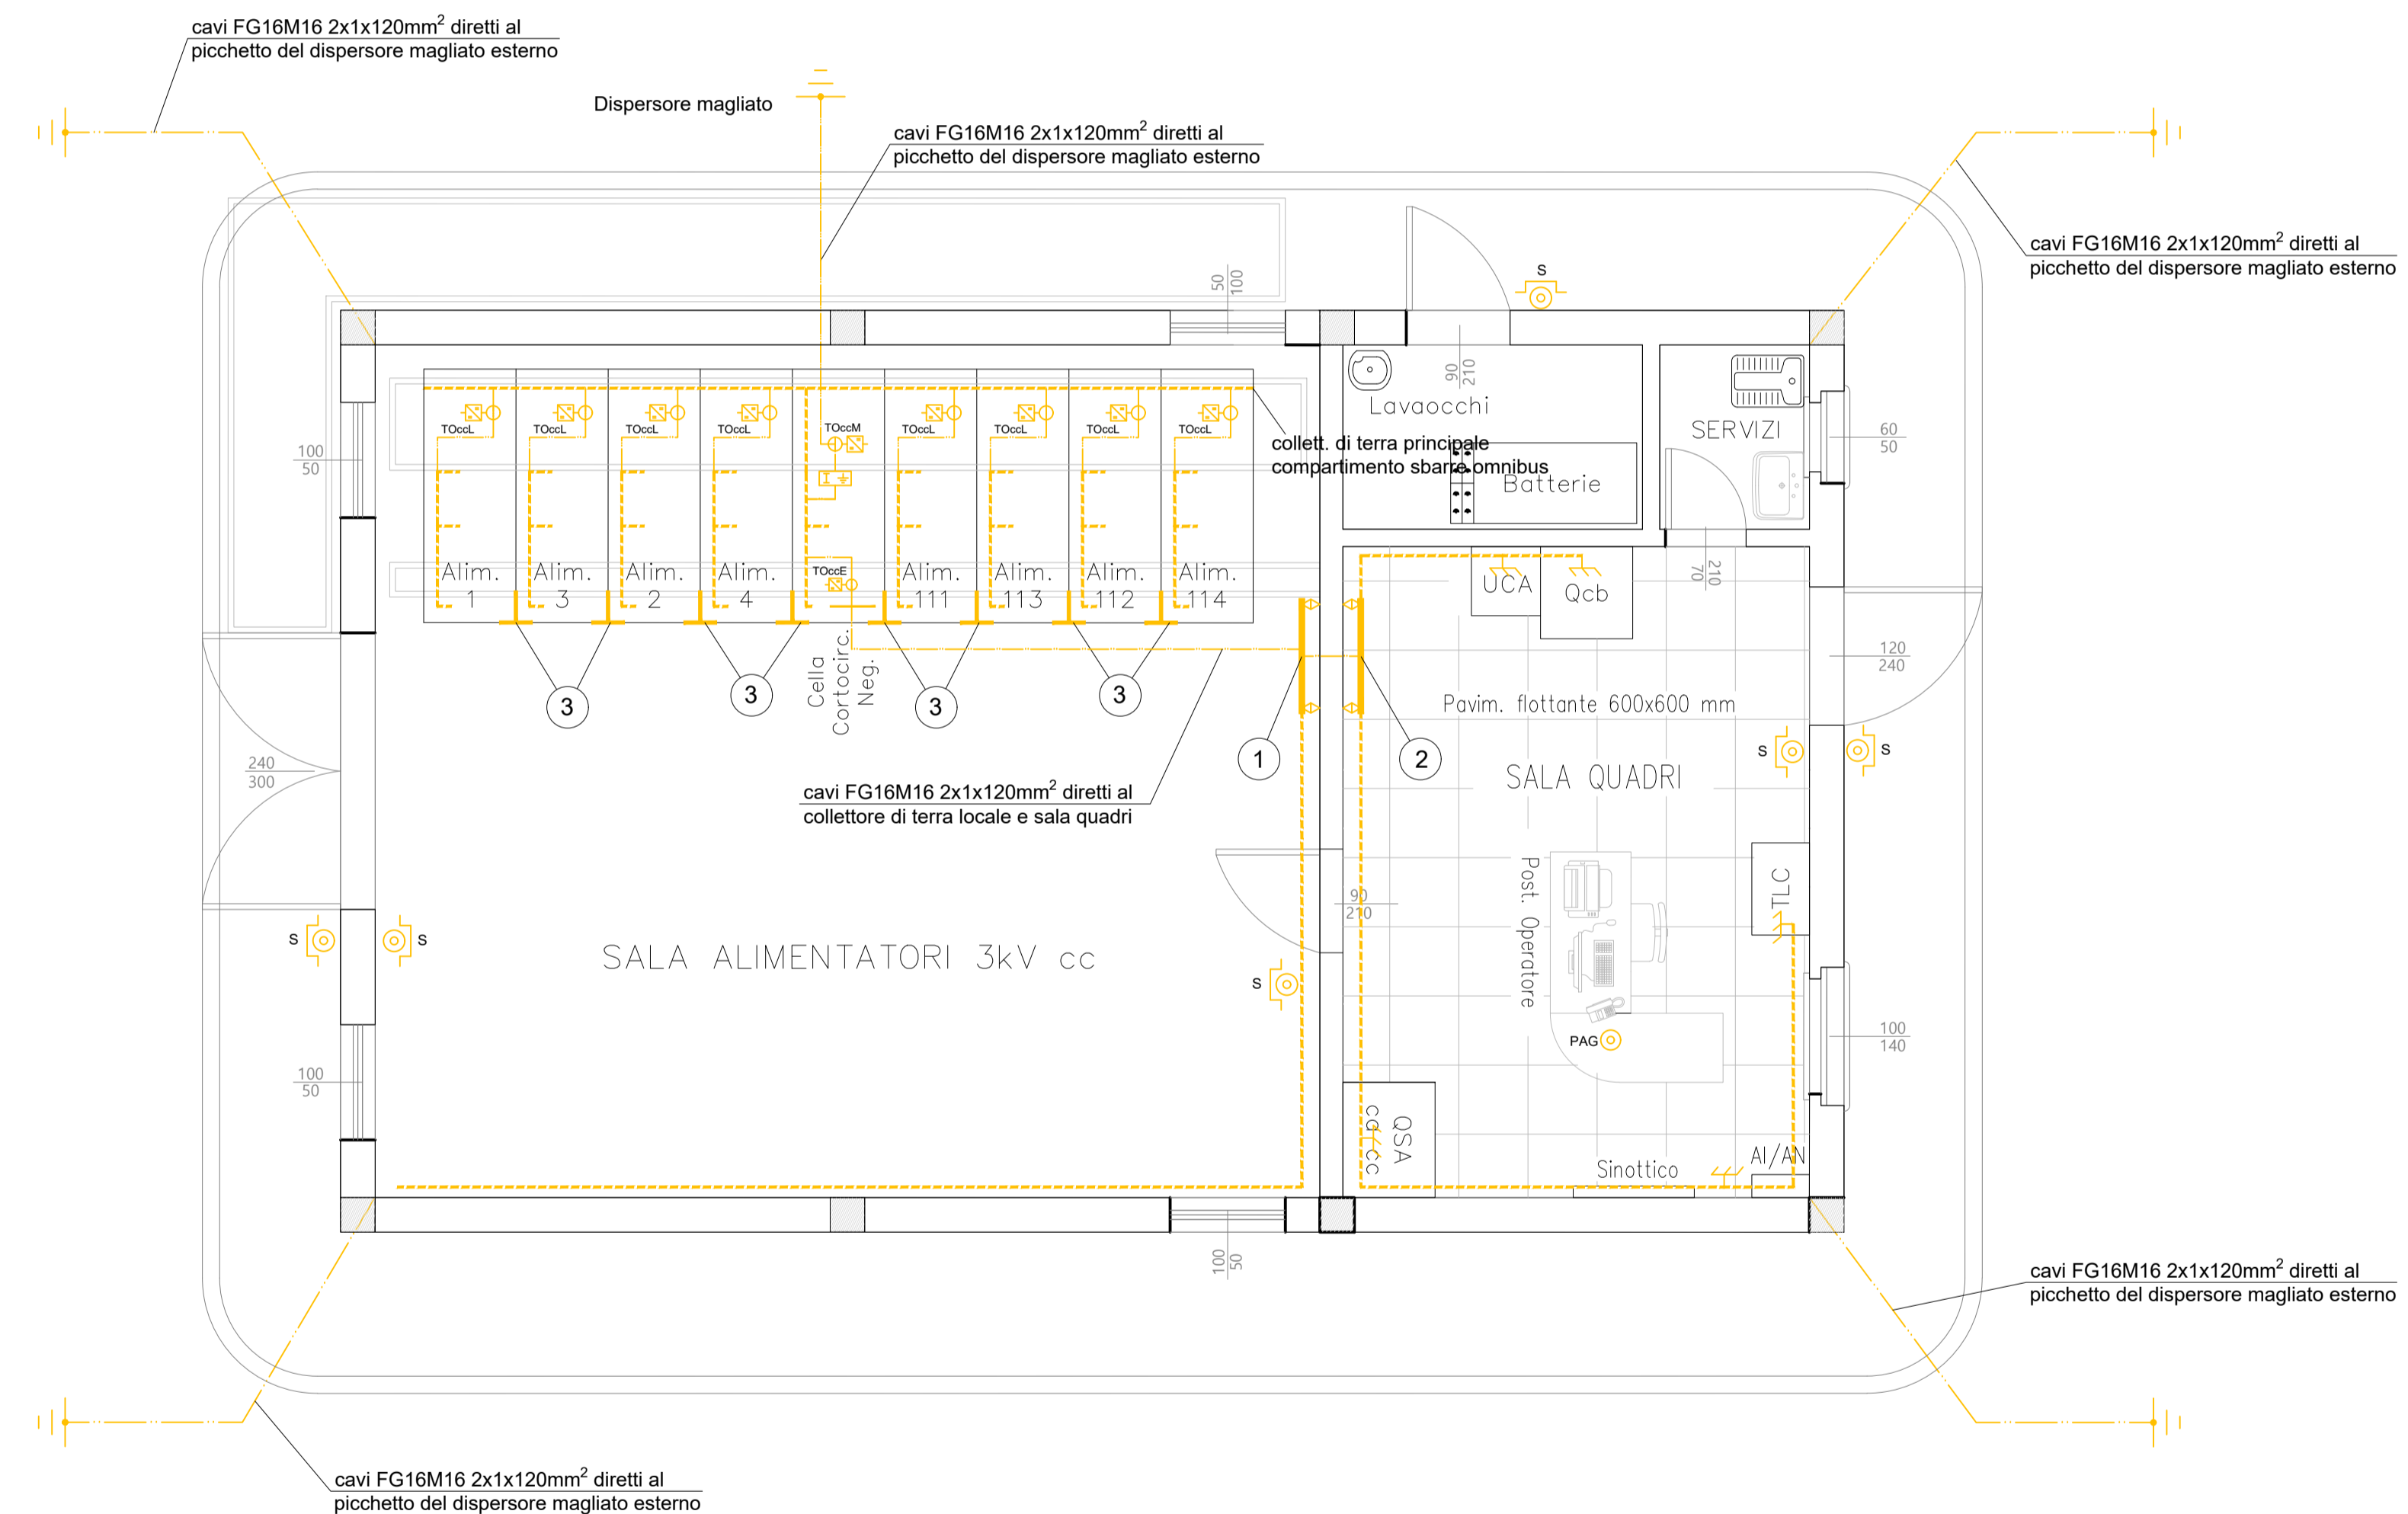 cavi FG16M16 2x1x120mm² diretti al
picchetto del dispersore magliato esterno
Dispersore magliato
cavi FG16M16 2x1x120mm² diretti al
picchetto del dispersore magliato esterno
cavi FG16M16 2x1x120mm² diretti al
picchetto del dispersore magliato esterno
S
50
100
90
210
Lavaocchi
SERVIZI
60
50
100
50
TOccL
TOccL
TOccL
TOccL
TOccM
TOccL
TOccL
TOccL
TOccL
collett. di terra principale
compartimento sbarre omnibus
Batterie
TOccE
Alim.
1
Alim.
3
Alim.
2
Alim.
4
Alim.
111
Alim.
113
Alim.
112
Alim.
114
UCA
Qcb
210
70
120
240
3
3
3
3
Cella
Cortocirc.
Neg.
1
2
Pavim. flottante 600x600 mm
SALA QUADRI
S
S
240
300
cavi FG16M16 2x1x120mm² diretti al
collettore di terra locale e sala quadri
90
210
Post. Operatore
TLC
S
S
SALA ALIMENTATORI 3kV cc
S
PAG
100
140
100
50
QSA
ca/cc
Sinottico
AI/AN
100
50
cavi FG16M16 2x1x120mm² diretti al
picchetto del dispersore magliato esterno
cavi FG16M16 2x1x120mm² diretti al
picchetto del dispersore magliato esterno